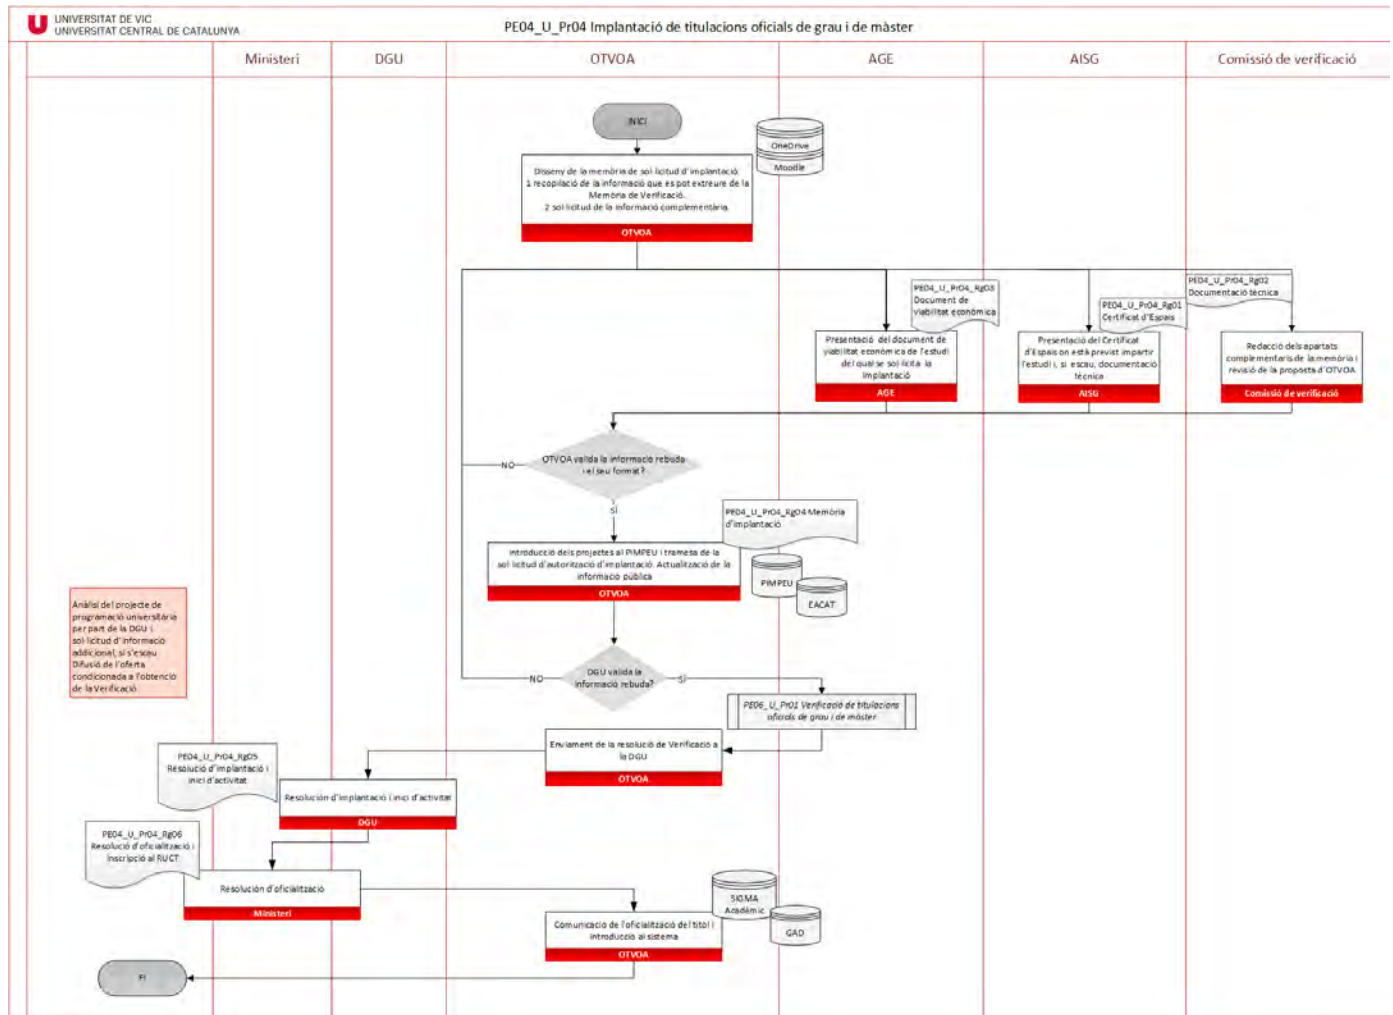 UNIVERSITAT DE VIC
UNIVERSITAT CENTRAL DE CATALUNYA
PE04_U_Pr04 Implantació de titulacions oficials de grau i de màster
Ministeri
DGU
OTVOA
AGE
AISG
Comissió de verificació
INICI
OneDrive
Moodle
Disseny de la memòria de sol·licitud d'implantació.
1 recopilació de la informació que es pot extreure de la
Memòria de Verificació.
2 sol·licitud de la informació complementària.
OTVOA
PE04_U_Pr04_Rg03
Document de
viabilitat econòmica
PE04_U_Pr04_Rg01
Certificat d'Espais
PE04_U_Pr04_Rg02
Documentació tècnica
Presentació del document de
viabilitat econòmica de l'estudi
del qual se sol·licita la
implantació
AGE
Presentació del Certificat
d'Espais on està previst impartir
l'estudi i, si escau, documentació
tècnica
AISG
Redacció dels apartats
complementaris de la memòria i
revisió de la proposta d'OTVOA
Comissió de verificació
OTVOA valida la informació rebuda
i el seu format?
NO
SÍ
PE04_U_Pr04_Rg04 Memòria
d'implantació
Introducció dels projectes al PIMPEU i tramesa de la
sol·licitud d'autorització d'implantació. Actualització de la
informació pública
OTVOA
PIMPEU
EACAT
Anàlisi del projecte de
programació universitària
per part de la DGU i
sol·licitud d'informació
addicional, si s'escau
Difusió de l'oferta
condicionada a l'obtenció
de la Verificació
DGU valida la
informació rebuda?
NO
SÍ
PE06_U_Pr01 Verificació de titulacions
oficials de grau i de màster
Enviament de la resolució de Verificació a
la DGU
OTVOA
PE04_U_Pr04_Rg05
Resolució d'implantació i
inici d'activitat
Resolución d'implantació i inici d'activitat
DGU
PE04_U_Pr04_Rg06
Resolució d'oficialització i
inscripció al RUCT
Resolución d'oficialització
Ministeri
SIGMA
Acadèmic
GAD
Comunicacio de l'oficialització del títol i
introducció al sistema
OTVOA
FI